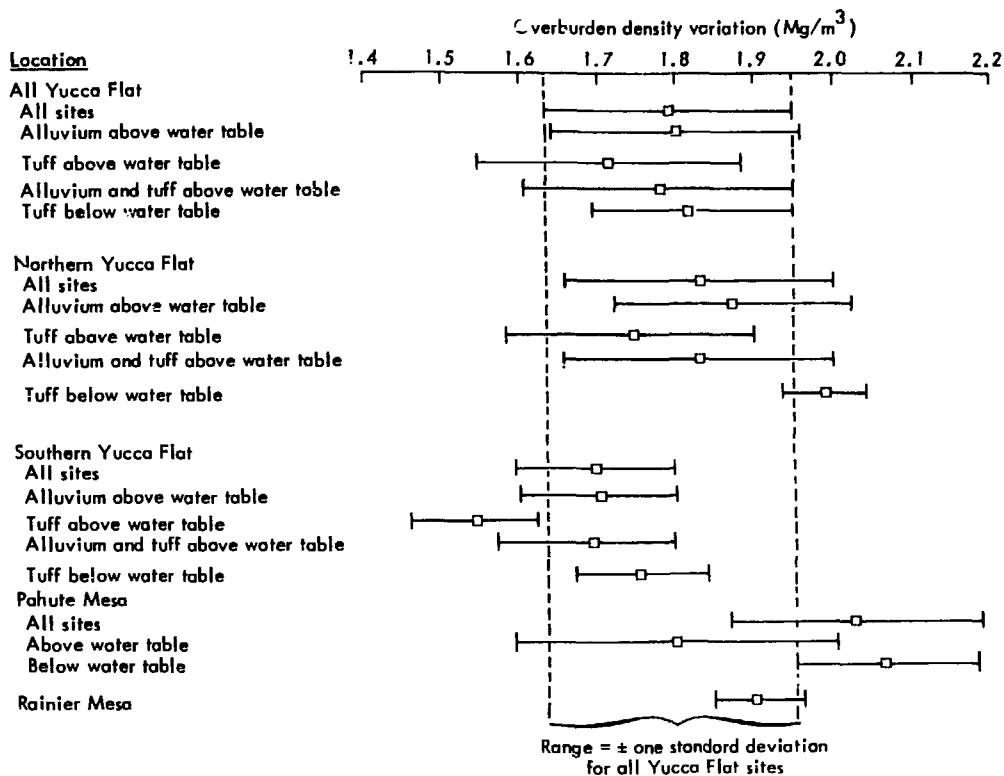 Overburden density variation (Mg/m³)
Location
1.4 1.5 1.6 1.7 1.8 1.9 2.0 2.1 2.2
All Yucca Flat
All sites
Alluvium above water table
Tuff above water table
Alluvium and tuff above water table
Tuff below water table
Northern Yucca Flat
All sites
Alluvium above water table
Tuff above water table
Alluvium and tuff above water table
Tuff below water table
Southern Yucca Flat
All sites
Alluvium above water table
Tuff above water table
Alluvium and tuff above water table
Tuff below water table
Pahute Mesa
All sites
Above water table
Below water table
Rainier Mesa
Range = ± one standard deviation
for all Yucca Flat sites